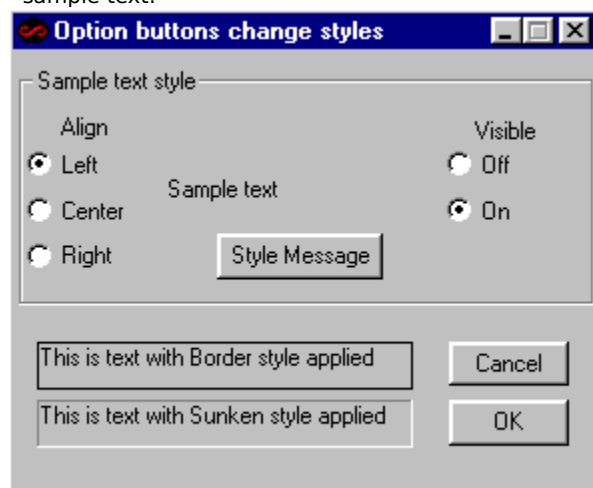 sample text.
Option buttons change styles
Sample text style
Align
Visible
Left
Off
Sample text
Center
On
Right
Style Message
This is text with Border style applied
Cancel
This is text with Sunken style applied
OK